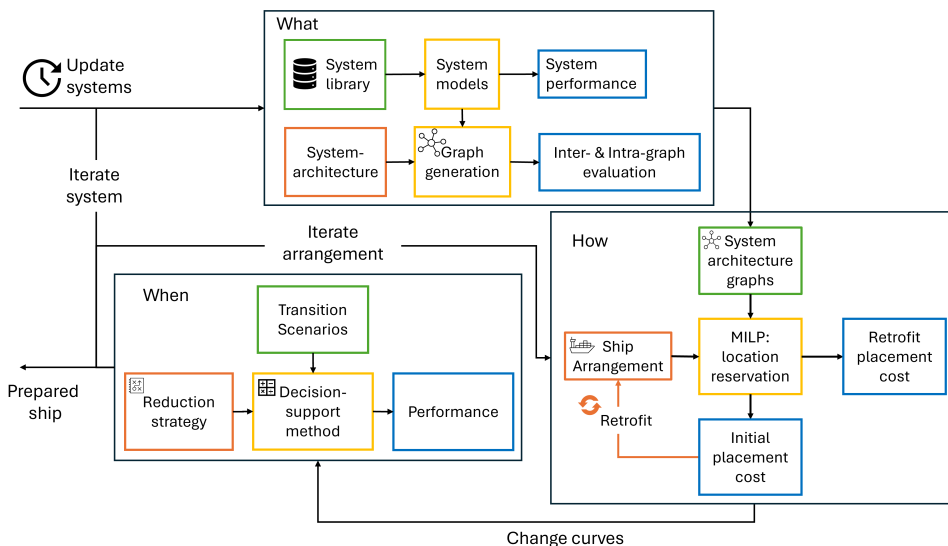 What
Update
systems
System
library
System
models
System
performance
System-
architecture
Graph
generation
Inter- & Intra-graph
evaluation
Iterate
system
Iterate
arrangement
How
System
architecture
graphs
When
Transition
Scenarios
Ship
Arrangement
MILP:
location
reservation
Retrofit
placement
cost
Prepared
ship
Reduction
strategy
Decision-
support
method
Performance
Retrofit
Initial
placement
cost
Change curves